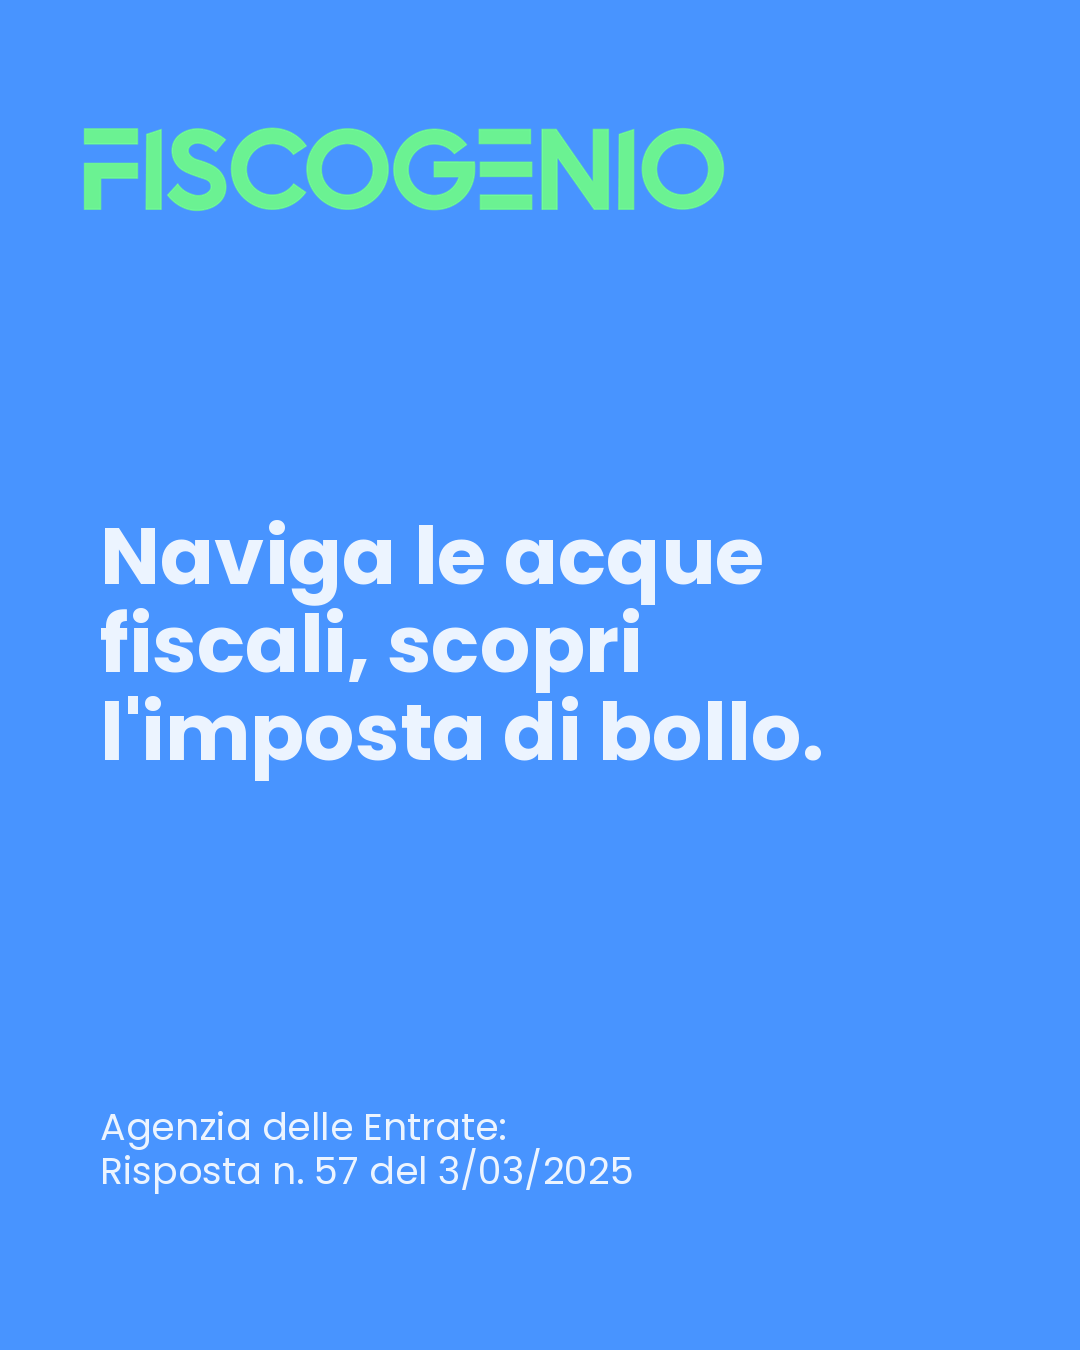 FISCOGENIO
Naviga le acque
fiscali, scopri
l'imposta di bollo.
Agenzia delle Entrate:
Risposta n. 57 del 3/03/2025